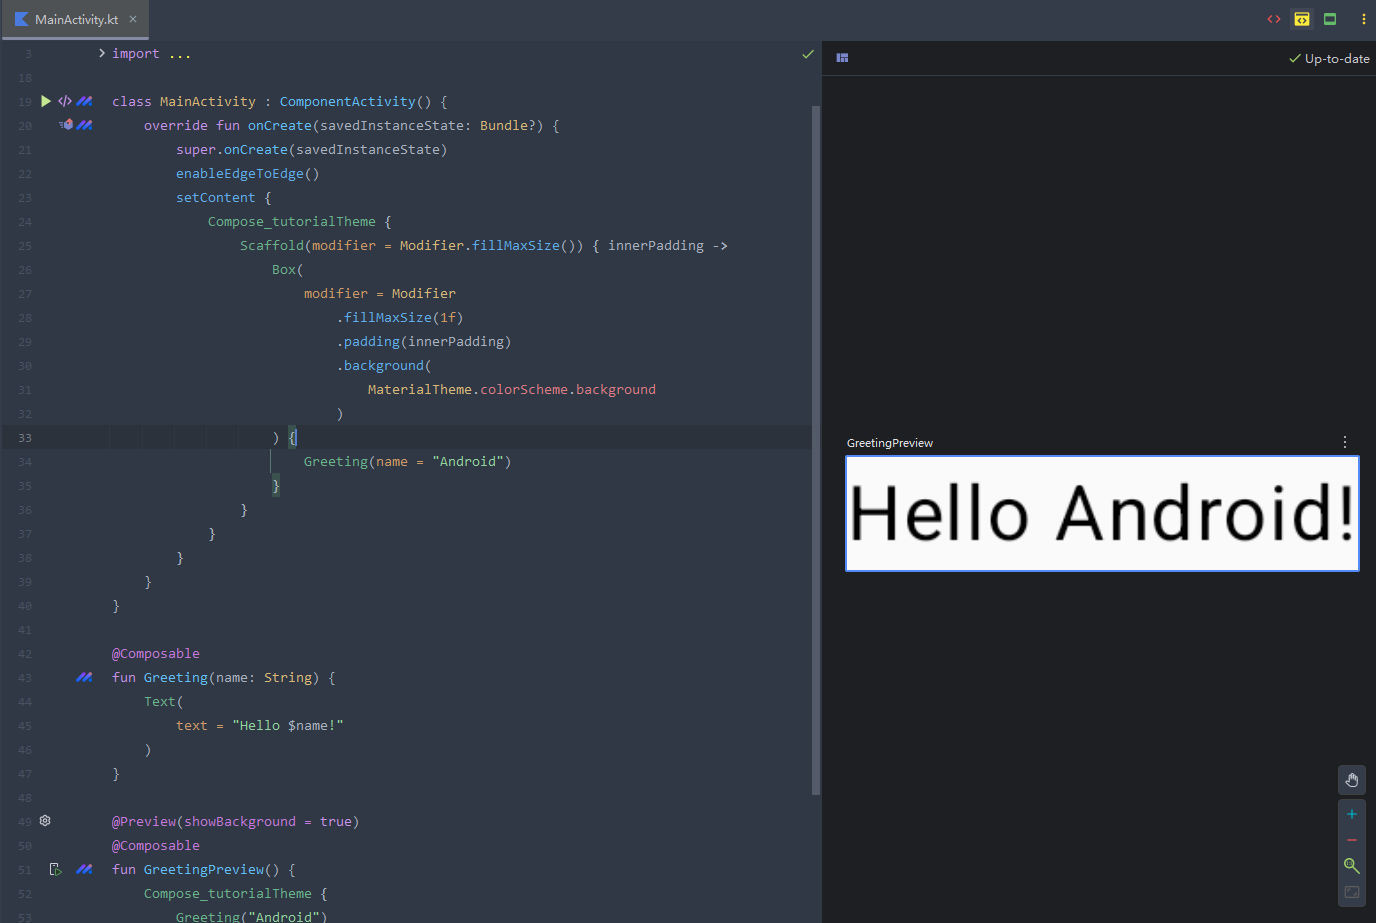 MainActivity.kt
3 import ...
18
19 class MainActivity : ComponentActivity() {
20 override fun onCreate(savedInstanceState: Bundle?) {
21 super.onCreate(savedInstanceState)
22 enableEdgeToEdge()
23 setContent {
24 Compose_tutorialTheme {
25 Scaffold(modifier = Modifier.fillMaxSize()) { innerPadding ->
26 Box(
27 modifier = Modifier
28 .fillMaxSize(1f)
29 .padding(innerPadding)
30 .background(
31 MaterialTheme.colorScheme.background
32 )
33 ) {
34 Greeting(name = "Android")
35 }
36 }
37 }
38 }
39 }
40 }
41
42 @Composable
43 fun Greeting(name: String) {
44 Text(
45 text = "Hello $name!"
46 )
47 }
48
49 @Preview(showBackground = true)
50 @Composable
51 fun GreetingPreview() {
52 Compose_tutorialTheme {
53 Greeting("Android")
Up-to-date
GreetingPreview
Hello Android!